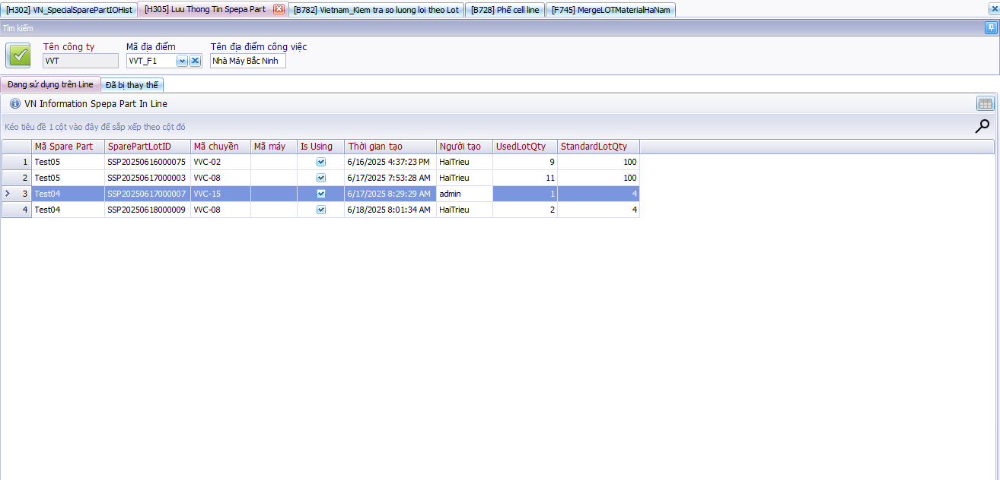 [H302] VN_SpecialSparePartIOHist [H305] Luu Thong Tin Spepa Part [B782] Vietnam_Kiem tra so luong loi theo Lot [B728] Phế cell line [F745] MergeLOTMaterialHaNam
Tìm kiếm
Tên công ty Mã địa điểm Tên địa điểm công việc
VVT VVT_F1 Nhà Máy Bắc Ninh
Đang sử dụng trên Line Đã bị thay thế
VN Information Spepa Part In Line
Kéo tiêu đề 1 cột vào đây để sắp xếp theo cột đó
Mã Spare Part SparePartLotID Mã chuyền Mã máy Is Using Thời gian tạo Người tạo UsedLotQty StandardLotQty
1 Test05 SSP20250616000075 VVC-02 6/16/2025 4:37:23 PM HaiTrieu 9 100
2 Test05 SSP20250617000003 VVC-08 6/17/2025 7:53:28 AM HaiTrieu 11 100
3 Test04 SSP20250617000007 VVC-15 6/17/2025 8:29:29 AM admin 1 4
4 Test04 SSP20250618000009 VVC-08 6/18/2025 8:01:34 AM HaiTrieu 2 4